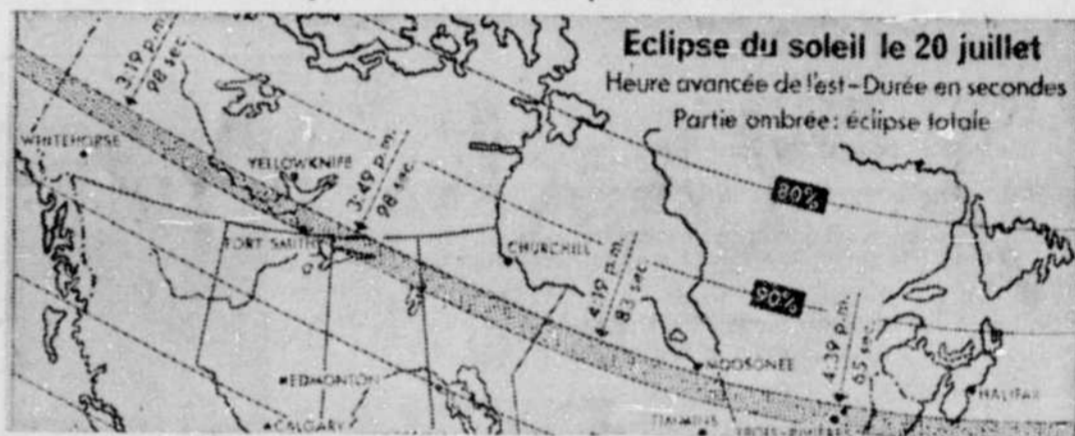 Eclipse du soleil le 20 juillet
Heure avancée de l'est-Durée en secondes
Partie ombrée: éclipse totale
3:19 p.m.
98 sec
WHITEHORSE
YELLOWKNIFE
3:49 p.m.
98 sec
80%
FORT SMITH
CHURCHILL
4:19 p.m.
83 sec
90%
4:39 p.m.
65 sec
MOOSONEE
EDMONTON
HALIFAX
CALGARY
TIMMINS
TROIS-RIVIÈRES